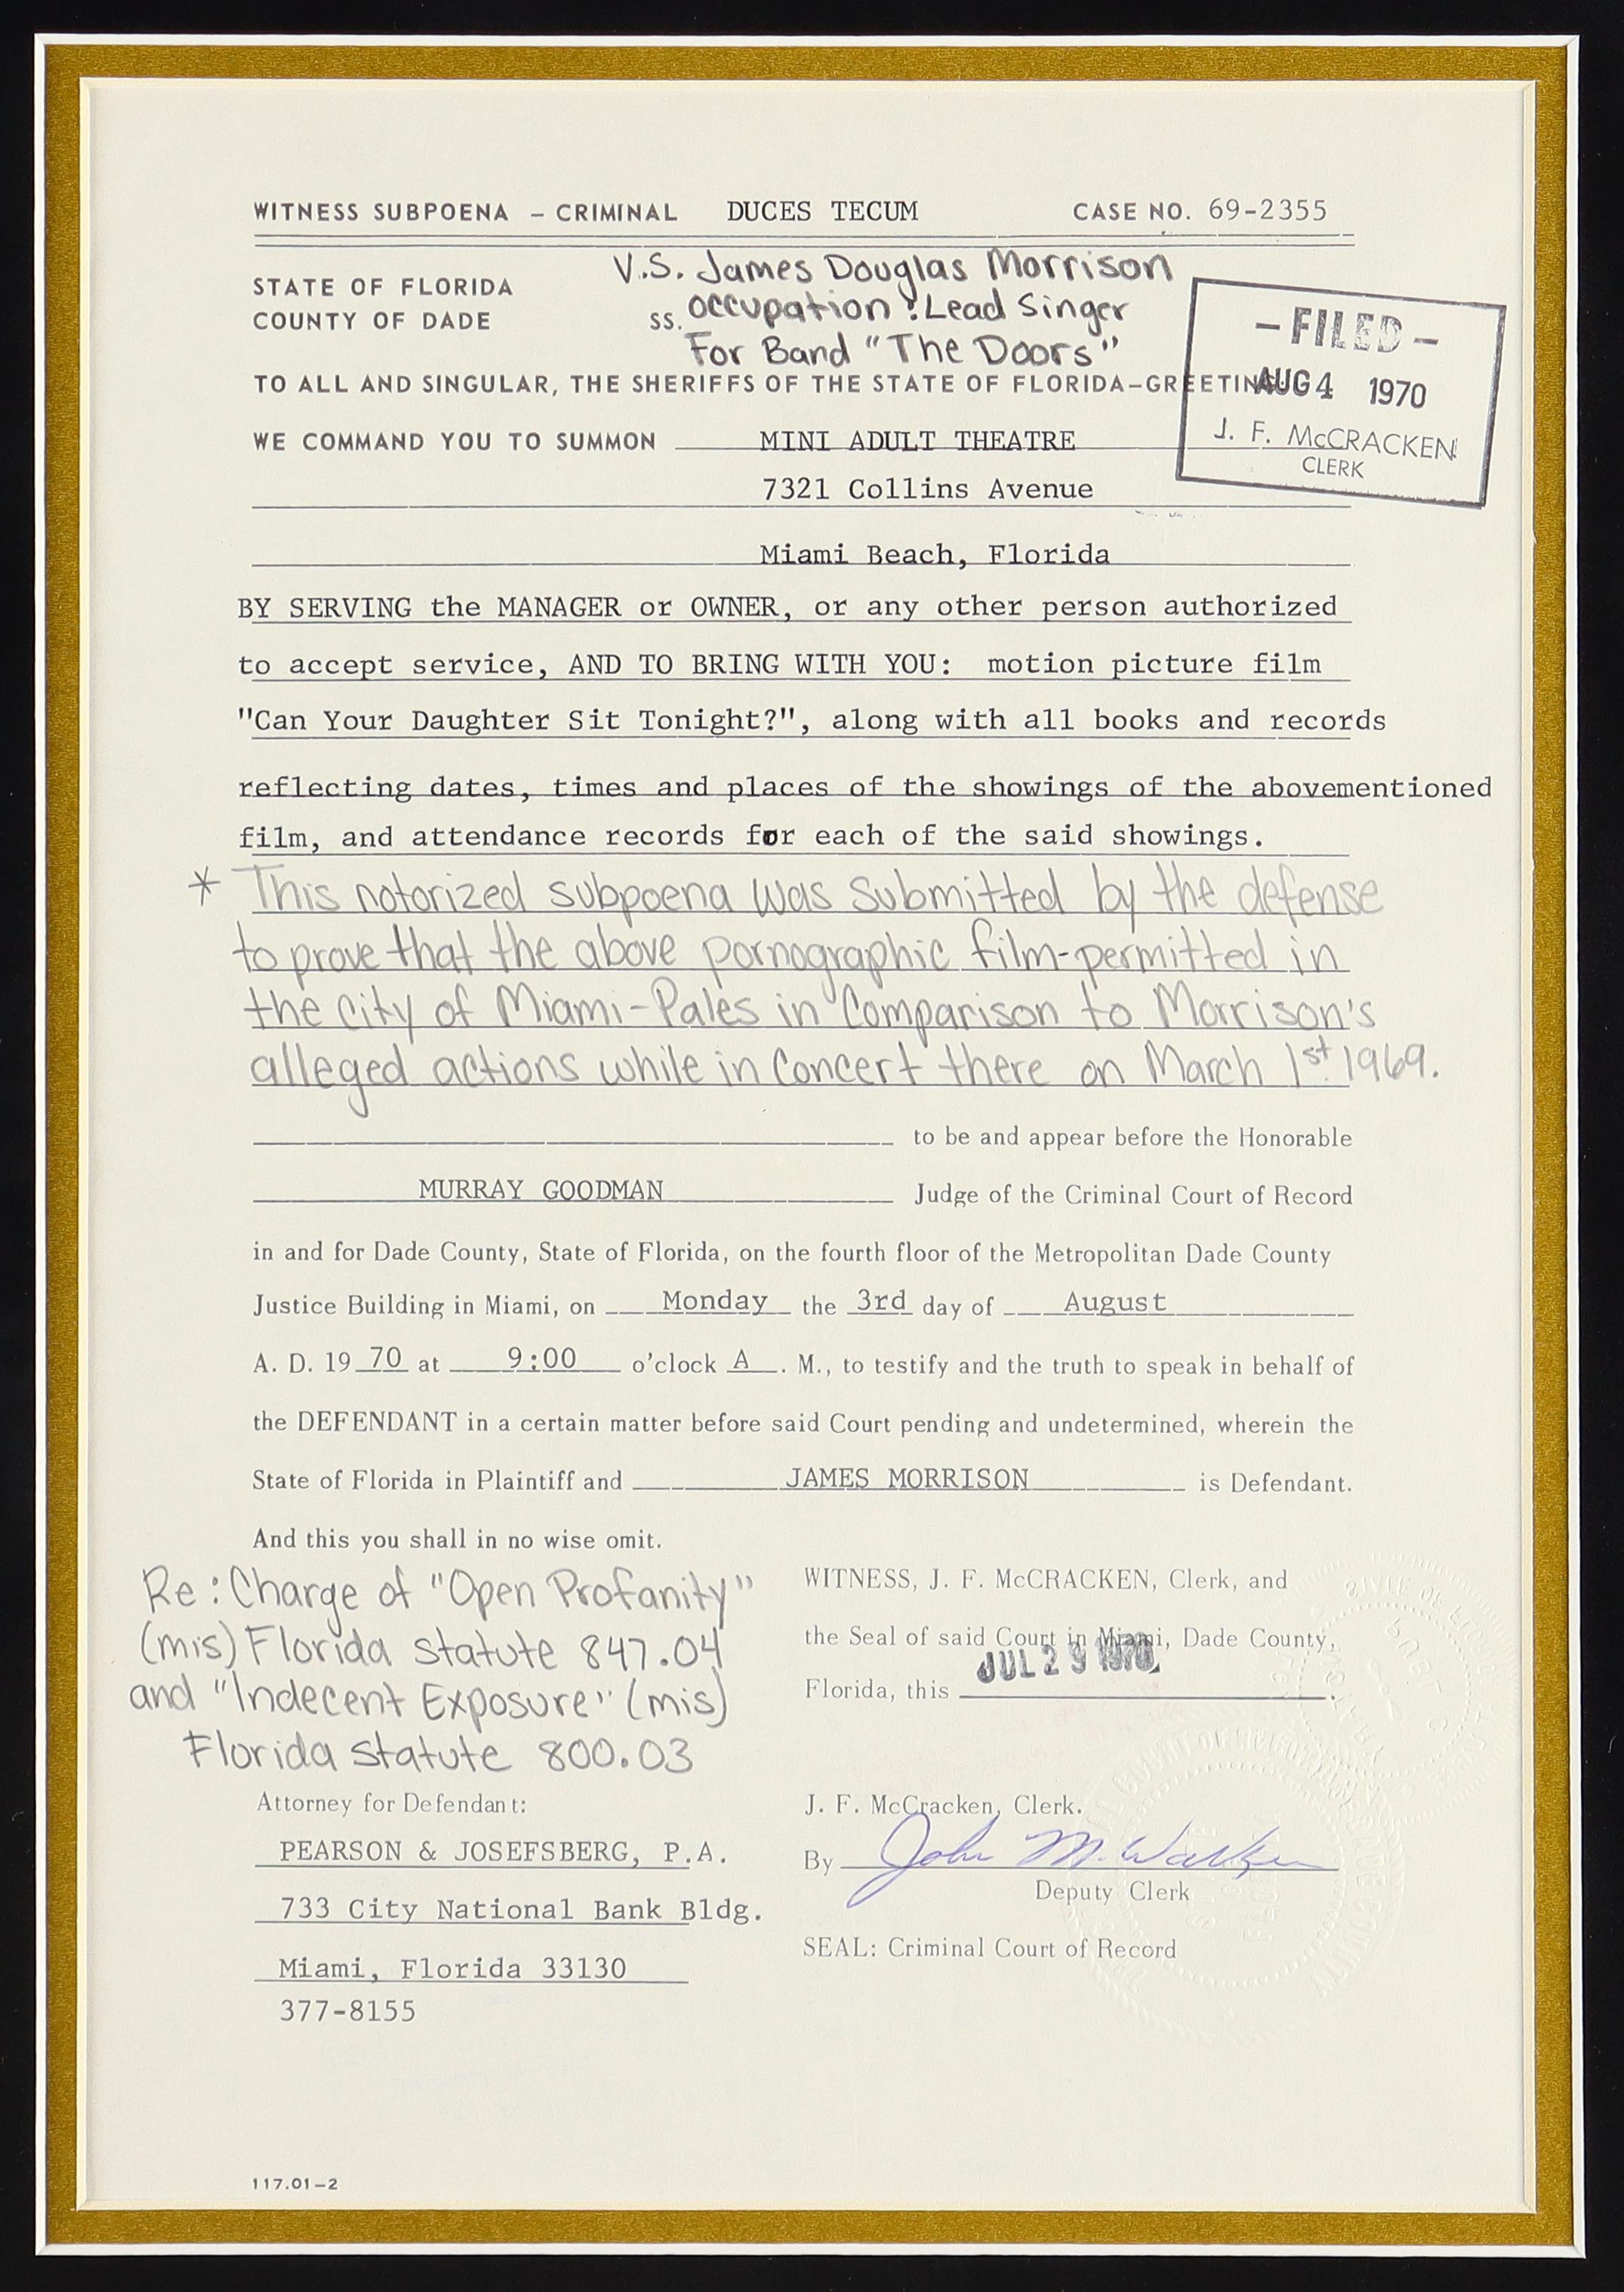 WITNESS SUBPOENA – CRIMINAL DUCES TECUM CASE NO. 69-2355
V.S. James Douglas Morrison
STATE OF FLORIDA
COUNTY OF DADE
SS. Occupation: Lead Singer
For Band "The Doors"
– FILED –
AUG 4 1970
J. F. McCRACKEN
CLERK
TO ALL AND SINGULAR, THE SHERIFFS OF THE STATE OF FLORIDA–GREETING:
WE COMMAND YOU TO SUMMON MINI ADULT THEATRE
7321 Collins Avenue
Miami Beach, Florida
BY SERVING the MANAGER or OWNER, or any other person authorized
to accept service, AND TO BRING WITH YOU: motion picture film
"Can Your Daughter Sit Tonight?", along with all books and records
reflecting dates, times and places of the showings of the abovementioned
film, and attendance records for each of the said showings.
* This notorized subpoena was submitted by the defense
to prove that the above pornographic film-permitted in
the city of Miami-Pales in Comparison to Morrison's
alleged actions while in Concert there on March 1st. 1969.
to be and appear before the Honorable
MURRAY GOODMAN Judge of the Criminal Court of Record
in and for Dade County, State of Florida, on the fourth floor of the Metropolitan Dade County
Justice Building in Miami, on Monday the 3rd day of August
A. D. 19 70 at 9:00 o'clock A . M., to testify and the truth to speak in behalf of
the DEFENDANT in a certain matter before said Court pending and undetermined, wherein the
State of Florida in Plaintiff and JAMES MORRISON is Defendant.
And this you shall in no wise omit.
Re: Charge of "Open Profanity"
(mis) Florida statute 847.04
and "Indecent Exposure" (mis)
Florida statute 800.03
WITNESS, J. F. McCRACKEN, Clerk, and
the Seal of said Court in Miami, Dade County,
JUL 29 1970
Florida, this .
Attorney for Defendant:
PEARSON & JOSEFSBERG, P.A.
733 City National Bank Bldg.
Miami, Florida 33130
377-8155
J. F. McCracken, Clerk.
By John M. Walker
Deputy Clerk
SEAL: Criminal Court of Record
117.01–2